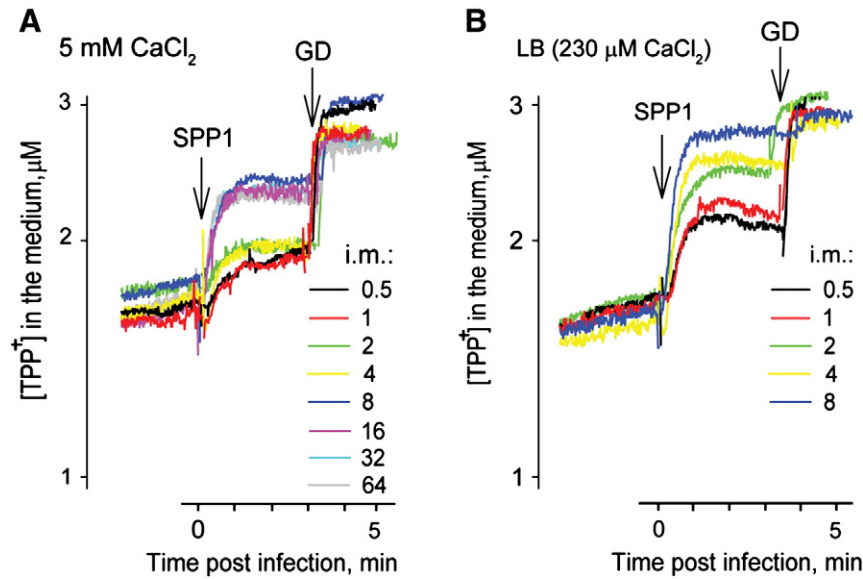 A
5 mM CaCl₂
GD
3
SPP1
[TPP⁺] in the medium,µM
2
i.m.:
0.5
1
2
4
8
16
32
64
1
0
5
Time post infection, min
B
LB (230 µM CaCl₂)
GD
3
SPP1
[TPP⁺] in the medium,µM
2
i.m.:
0.5
1
2
4
8
1
0
5
Time post infection, min